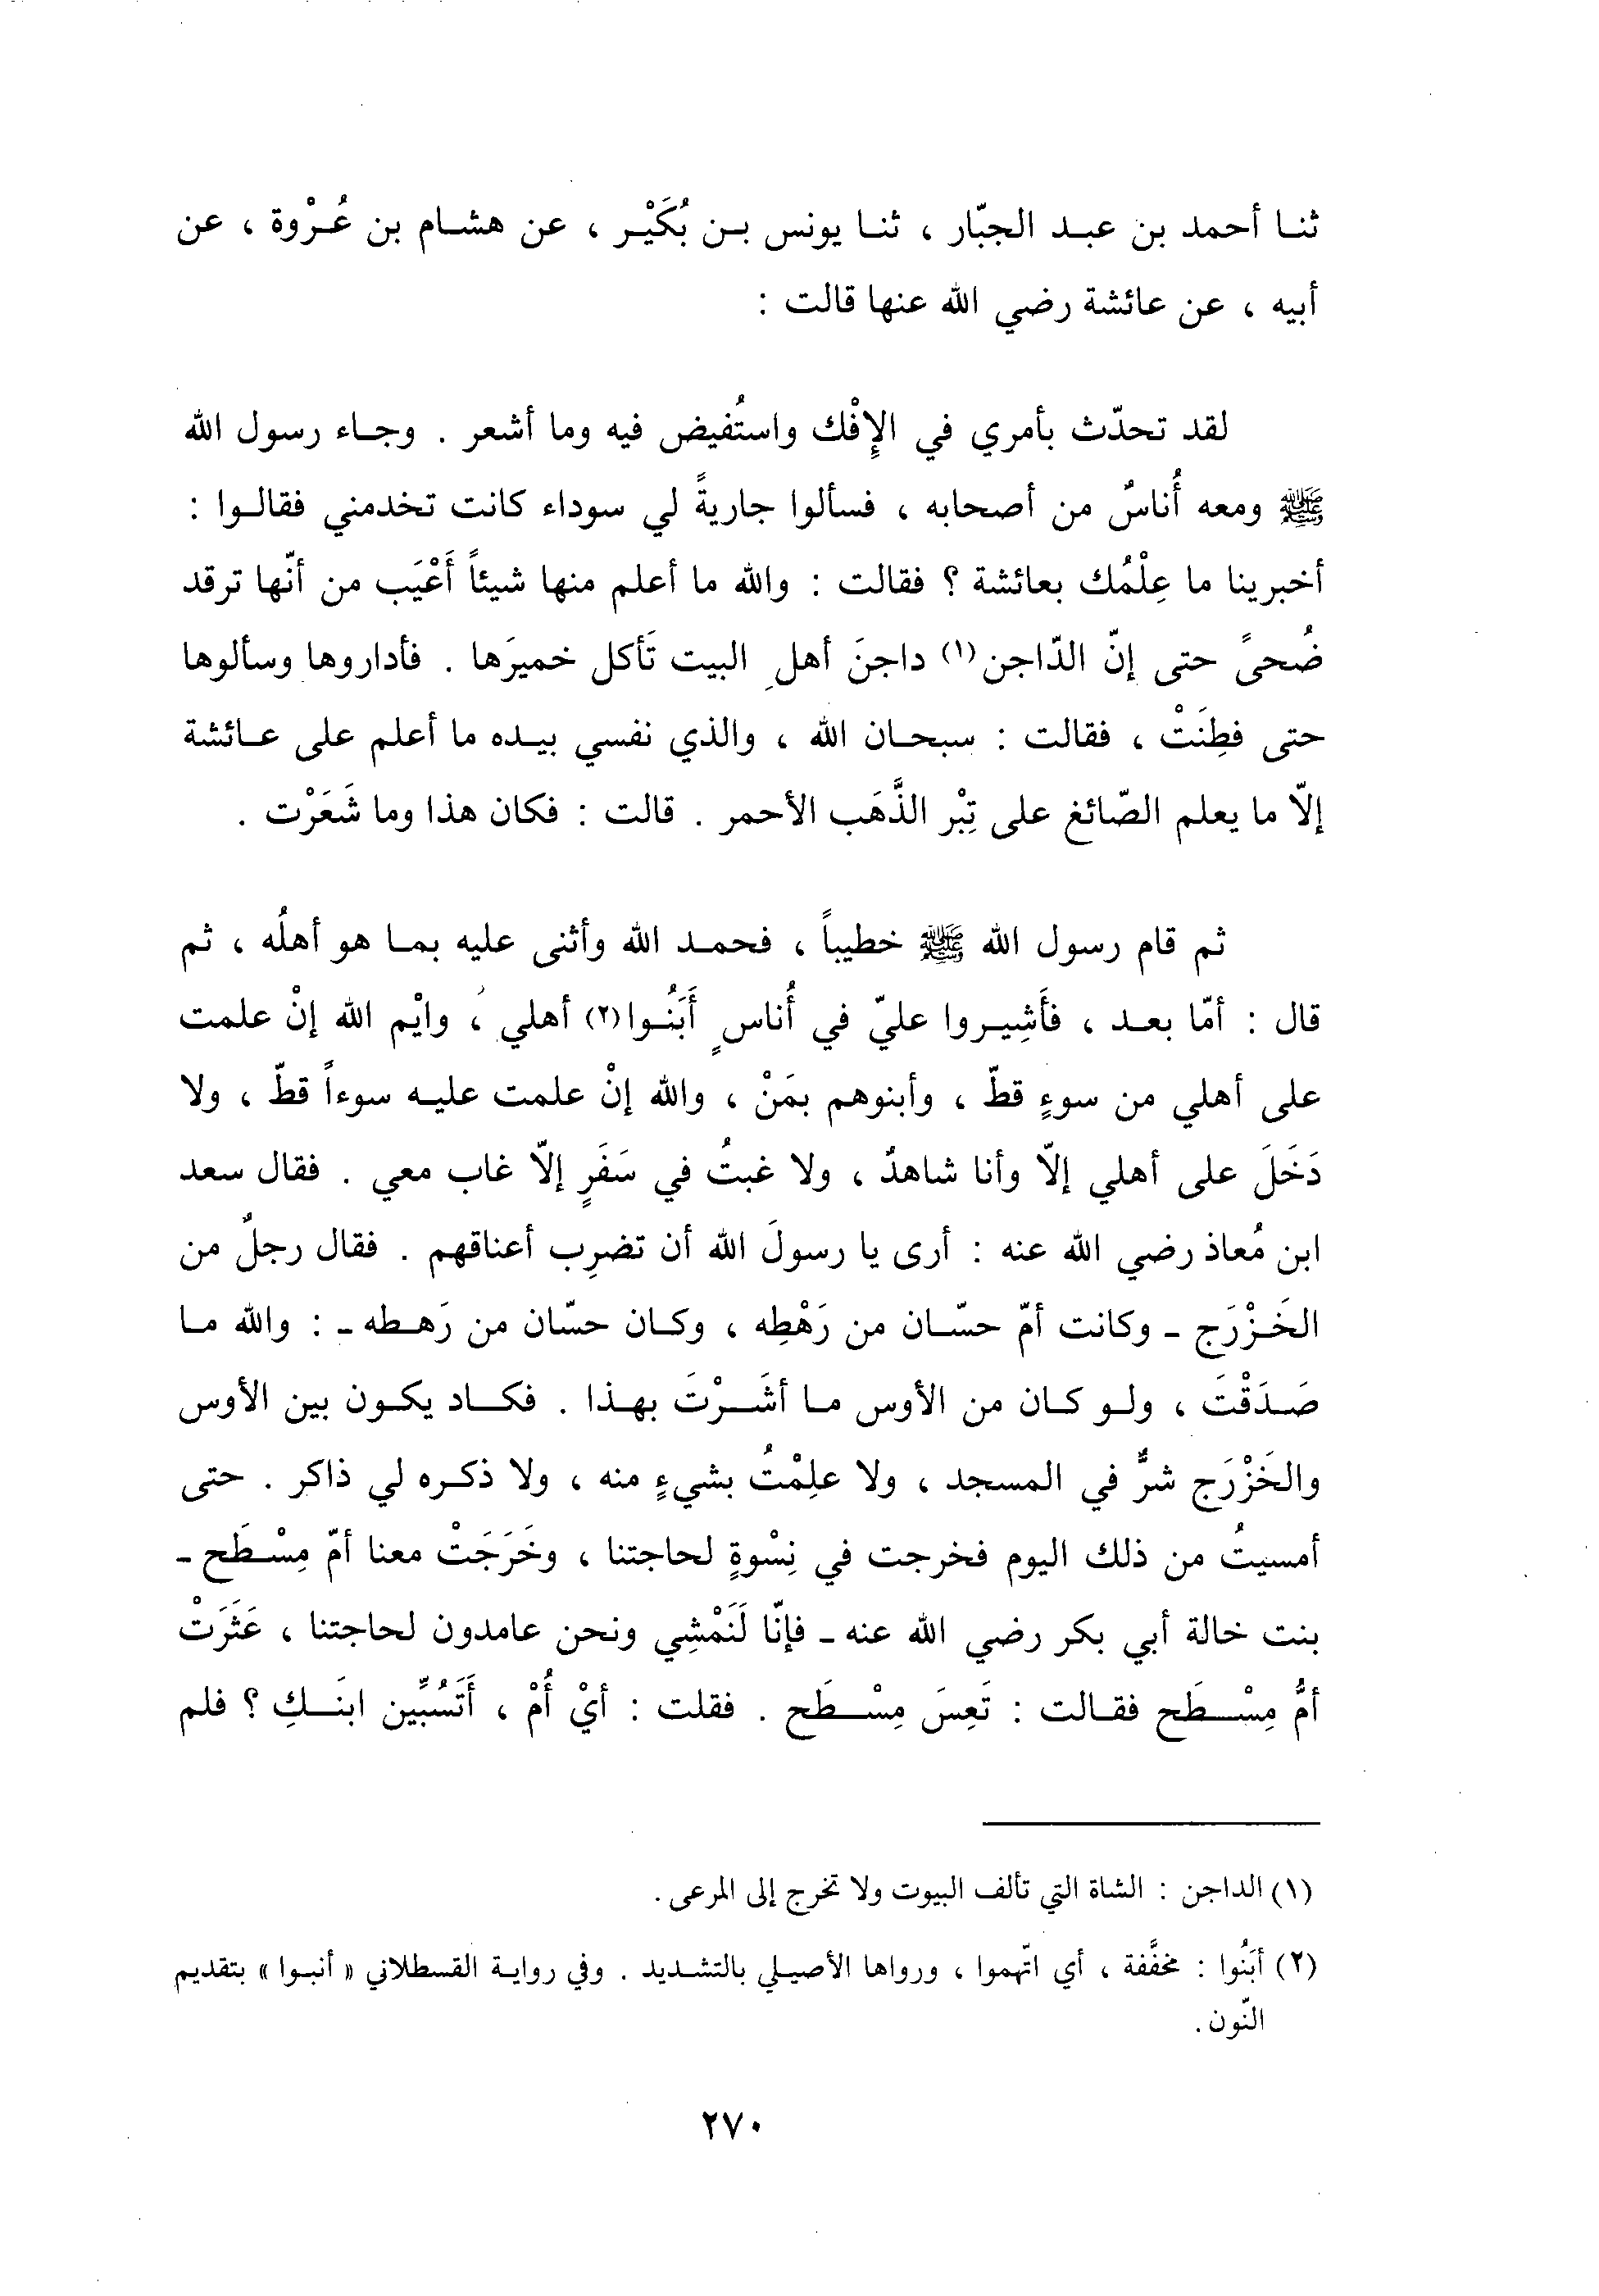 ثنا أحمد بن عبد الجبّار ، ثنا يونس بن بُكَيْر ، عن هشام بن عُرْوة ، عن
أبيه ، عن عائشة رضي الله عنها قالت :
لقد تحدّث بأمري في الإِفْك واستُفيض فيه وما أشعر . وجاء رسول الله
ﷺ ومعه أُناسٌ من أصحابه ، فسألوا جاريةً لي سوداء كانت تخدمني فقالوا :
أخبرينا ما عِلْمُك بعائشة ؟ فقالت : والله ما أعلم منها شيئاً أَعْيَب من أنّها ترقد
ضُحىً حتى إنّ الدّاجن (١) داجنَ أهلِ البيت تَأكل خميرَها . فأداروها وسألوها
حتى فطِنَتْ ، فقالت : سبحان الله ، والذي نفسي بيده ما أعلم على عائشة
إلّا ما يعلم الصّائغ على تِبْر الذَّهَب الأحمر . قالت : فكان هذا وما شَعَرْت .
ثم قام رسول الله ﷺ خطيباً ، فحمد الله وأثنى عليه بما هو أهلُه ، ثم
قال : أمّا بعد ، فأَشِيروا عليّ في أُناسٍ أَبَنُوا (٢) أهلي ، وايْم الله إنْ علمت
على أهلي من سوءٍ قطّ ، وأبنوهم بمَنْ ، والله إنْ علمت عليه سوءاً قطّ ، ولا
دَخَلَ على أهلي إلّا وأنا شاهدٌ ، ولا غبتُ في سَفَرٍ إلّا غاب معي . فقال سعد
ابن مُعاذ رضي الله عنه : أرى يا رسولَ الله أن تضرِب أعناقهم . فقال رجلٌ من
الخَزْرَج ـ وكانت أمّ حسّان من رَهْطِه ، وكان حسّان من رَهطه ـ : والله ما
صَدَقْتَ ، ولو كان من الأوس ما أشَرْتَ بهذا . فكاد يكون بين الأوس
والخَزْرَج شرٌّ في المسجد ، ولا علِمْتُ بشيءٍ منه ، ولا ذكره لي ذاكر . حتى
أمسيتُ من ذلك اليوم فخرجت في نِسْوةٍ لحاجتنا ، وخَرَجَتْ معنا أمّ مِسْطَح ـ
بنت خالة أبي بكر رضي الله عنه ـ فإنّا لَنَمْشِي ونحن عامدون لحاجتنا ، عَثَرَتْ
أمُّ مِسْطَح فقالت : تَعِسَ مِسْطَح . فقلت : أيْ أُمْ ، أَتَسُبِّين ابنَكِ ؟ فلم
(١) الداجن : الشاة التي تألف البيوت ولا تخرج إلى المرعى .
(٢) أبَنُوا : مخفَّفة ، أي اتّهموا ، ورواها الأصيلي بالتشديد . وفي رواية القسطلاني « أنبوا » بتقديم
النّون .
٢٧٠